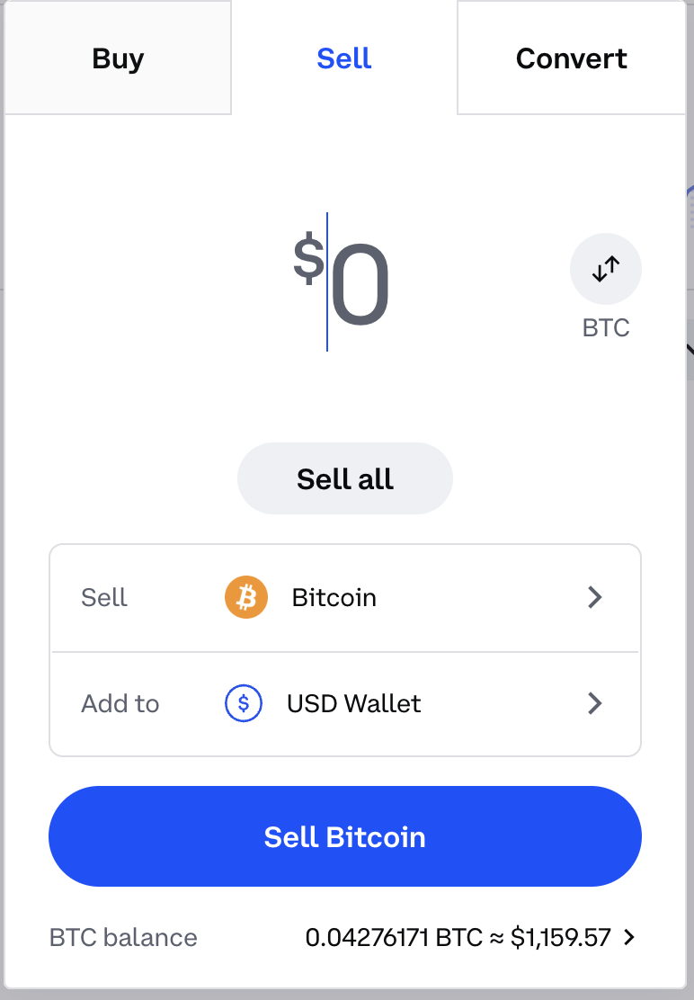 Buy Sell Convert
$0
BTC
Sell all
Sell Bitcoin
Add to USD Wallet
Sell Bitcoin
BTC balance 0.04276171 BTC ≈ $1,159.57